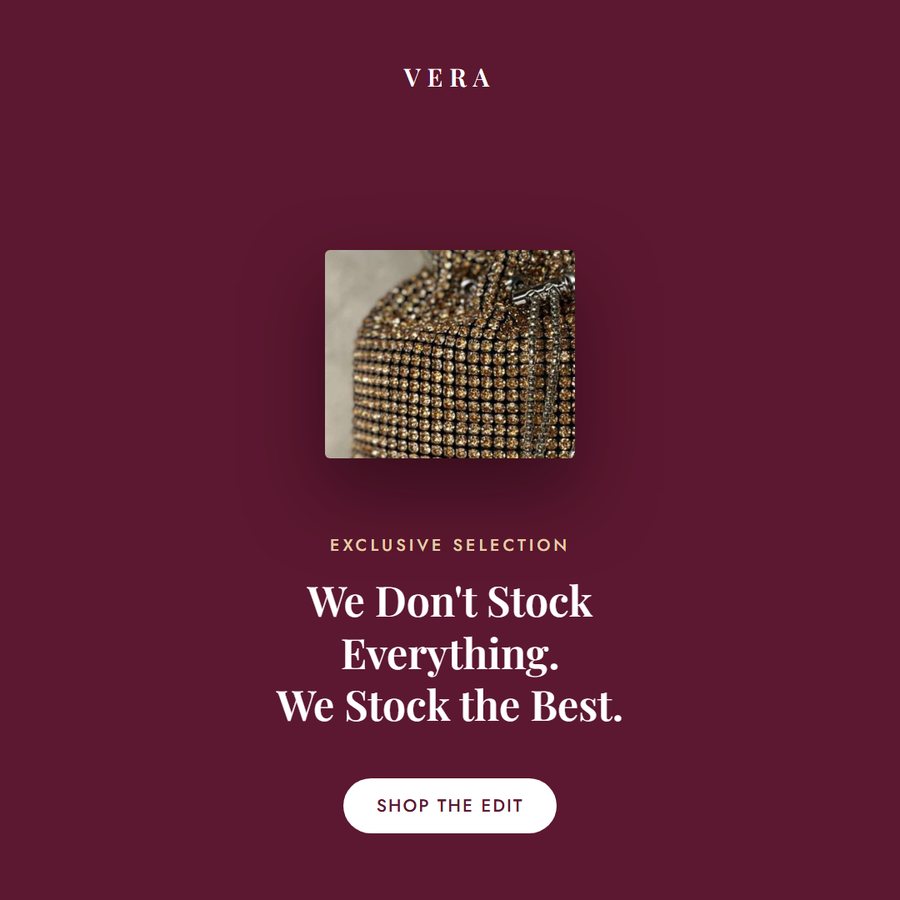 VERA
EXCLUSIVE SELECTION
We Don't Stock
Everything.
We Stock the Best.
SHOP THE EDIT